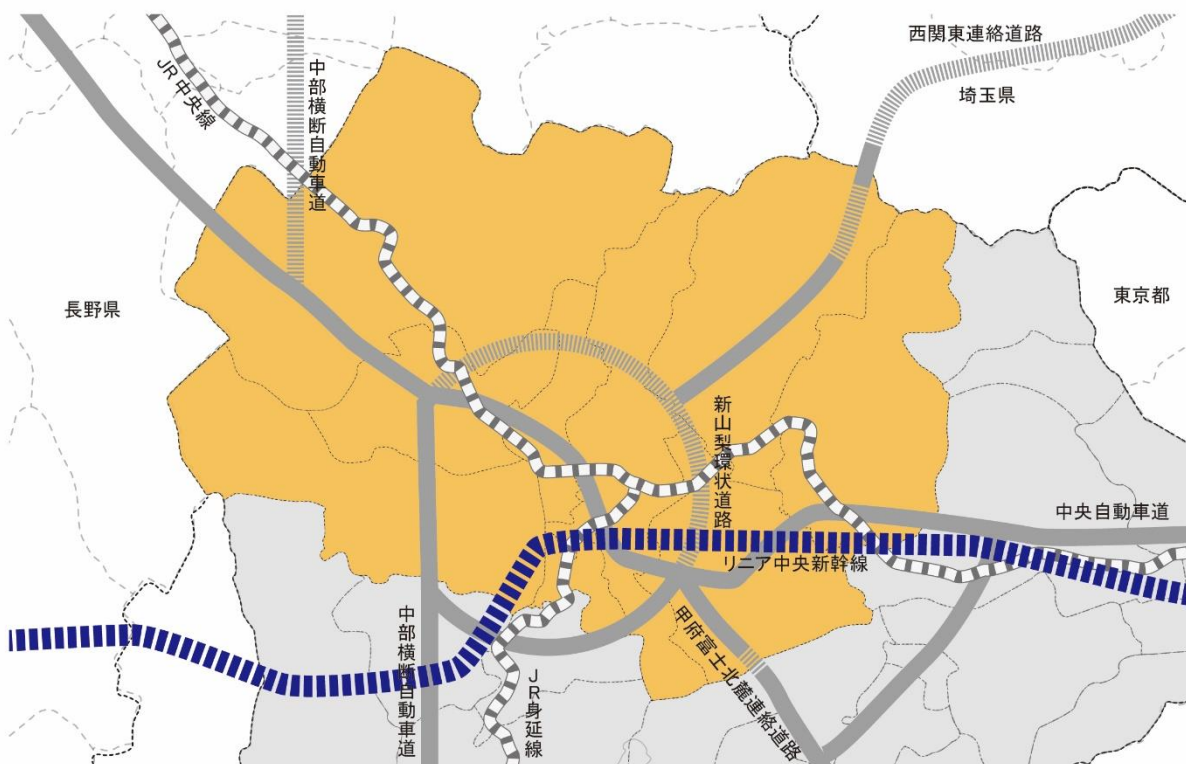 西関東連絡道路
埼玉県
JR中央線
中部横断自動車道
長野県
東京都
新山梨環状道路
中央自動車道
リニア中央新幹線
中部横断自動車道
JR身延線
甲府富士北麓連絡道路